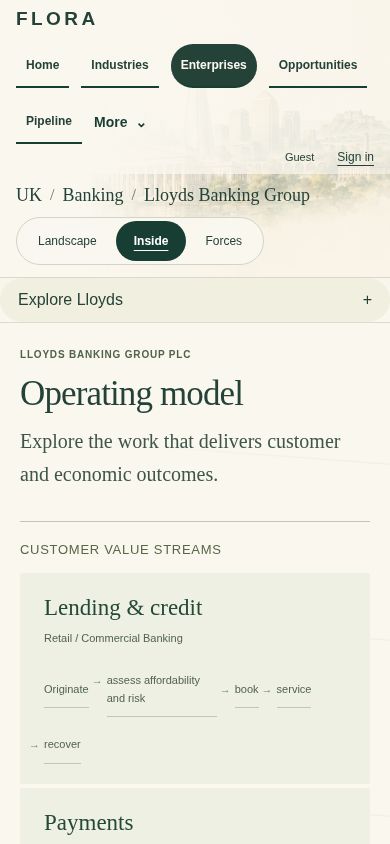 FLORA
Home Industries Enterprises Opportunities
Pipeline More ⌄
Guest Sign in
UK / Banking / Lloyds Banking Group
Landscape Inside Forces
Explore Lloyds +
LLOYDS BANKING GROUP PLC
Operating model
Explore the work that delivers customer
and economic outcomes.
CUSTOMER VALUE STREAMS
Lending & credit
Retail / Commercial Banking
Originate → assess affordability and risk → book → service
→ recover
Payments